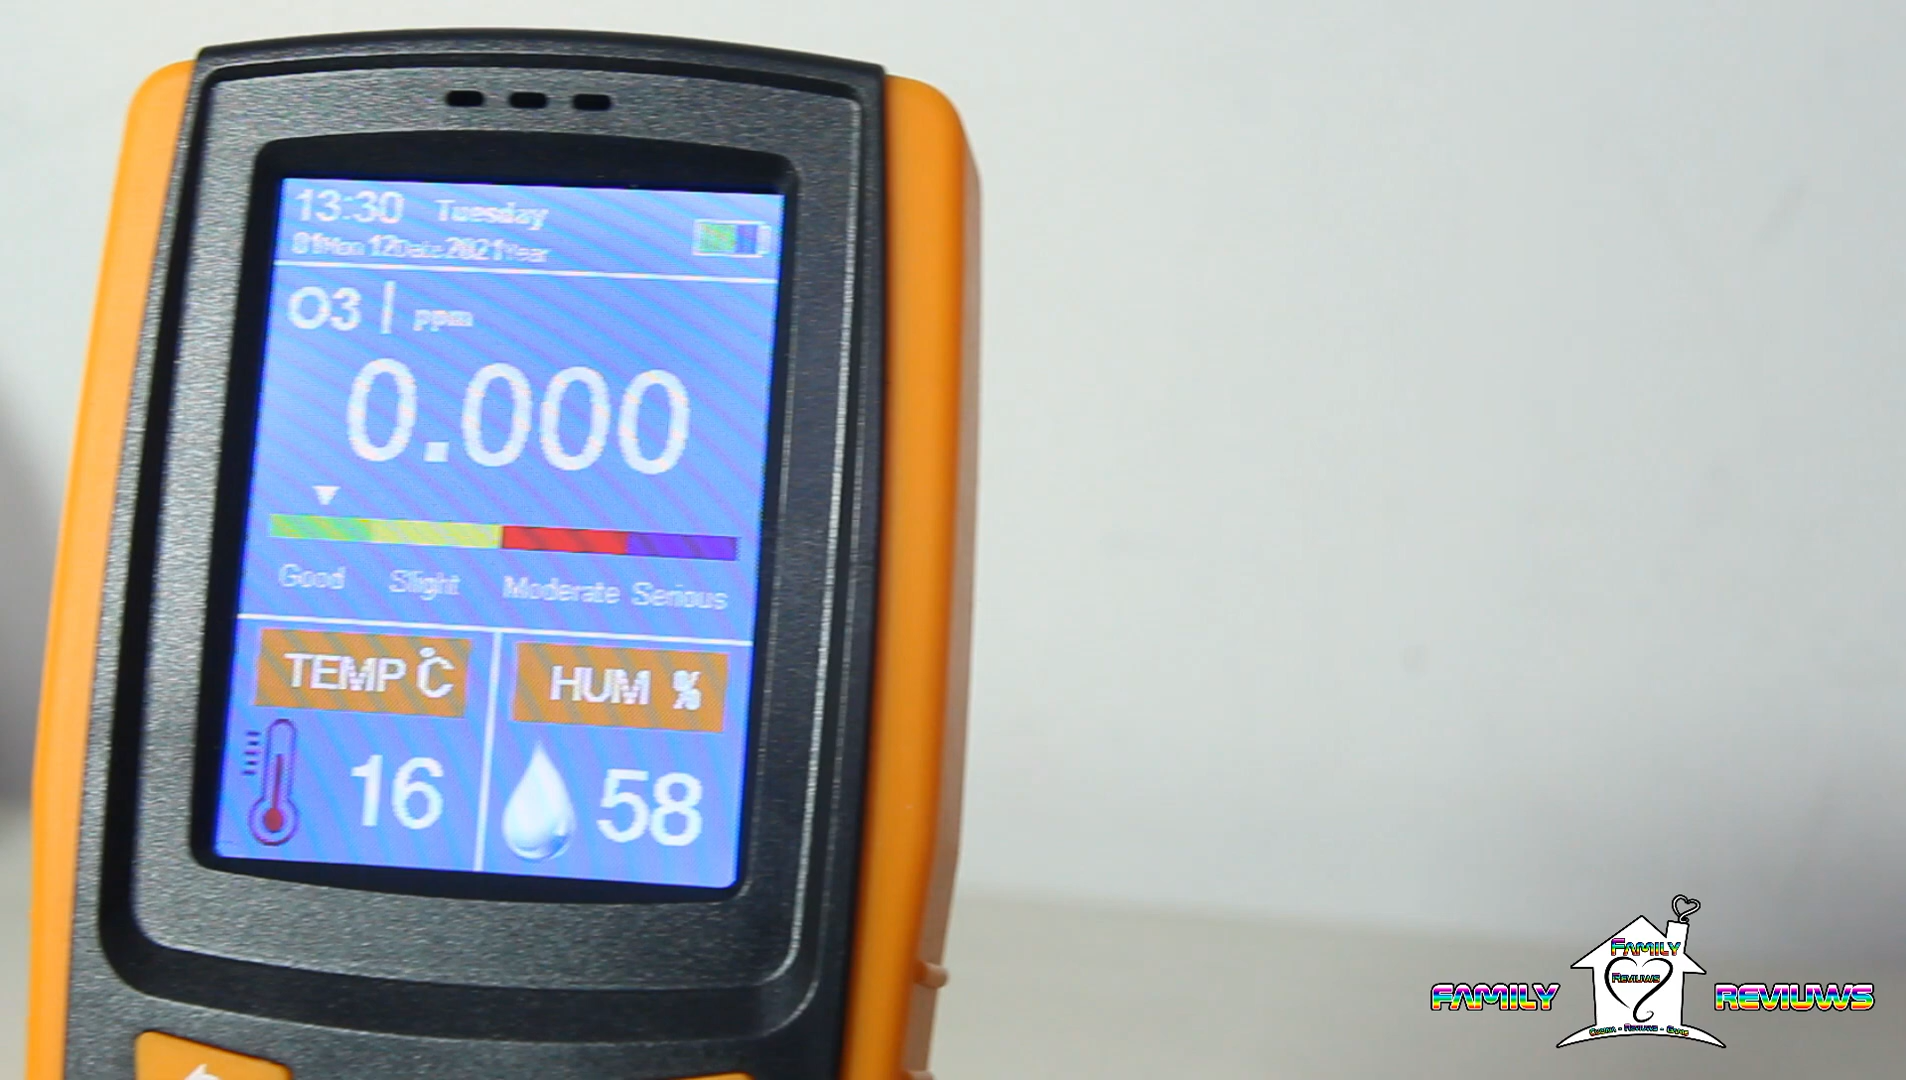 13:30 Tuesday
01Mon 12Date 2021Year
O3 | ppm
0.000
Good Slight Moderate Serious
TEMP °C HUM %
16 58
FAMILY
REVIUWS
FAMILY REVIUWS